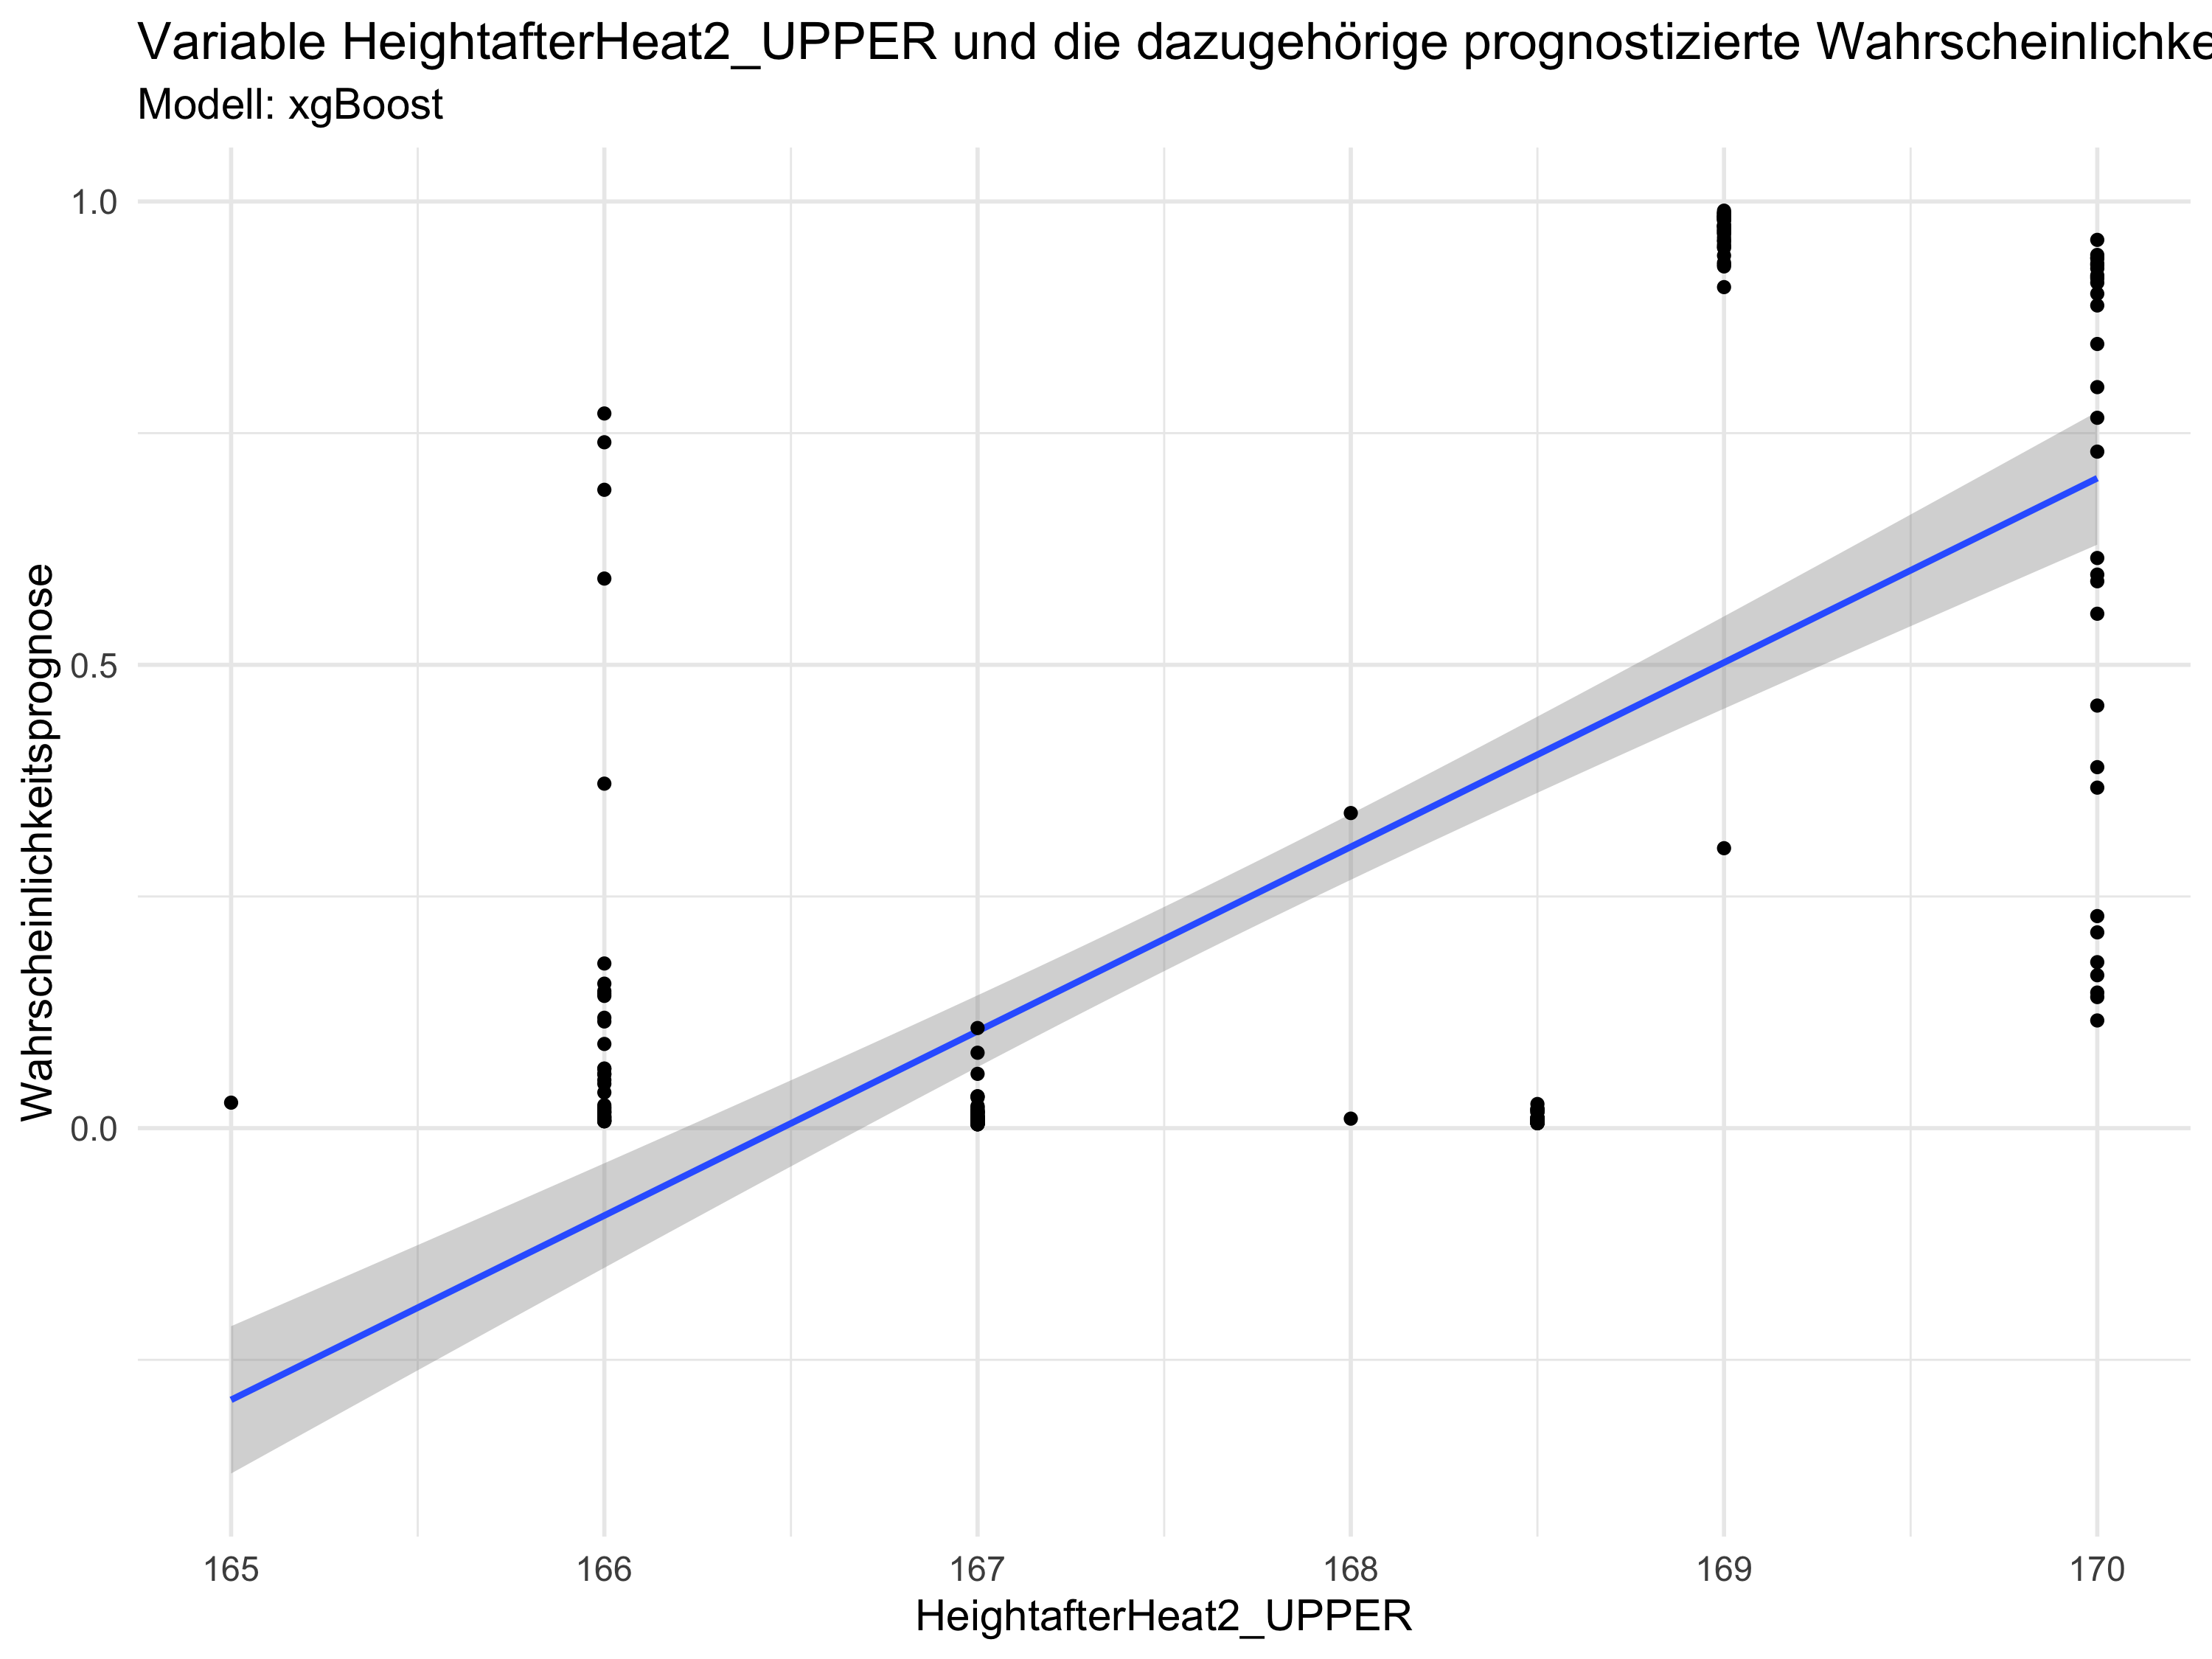 Variable HeightafterHeat2_UPPER und die dazugehörige prognostizierte
Modell: xgBoost
Wahrscheinlichkeitsprognose
1.0
0.5
0.0
165 166 167 168 169 170
HeightafterHeat2_UPPER